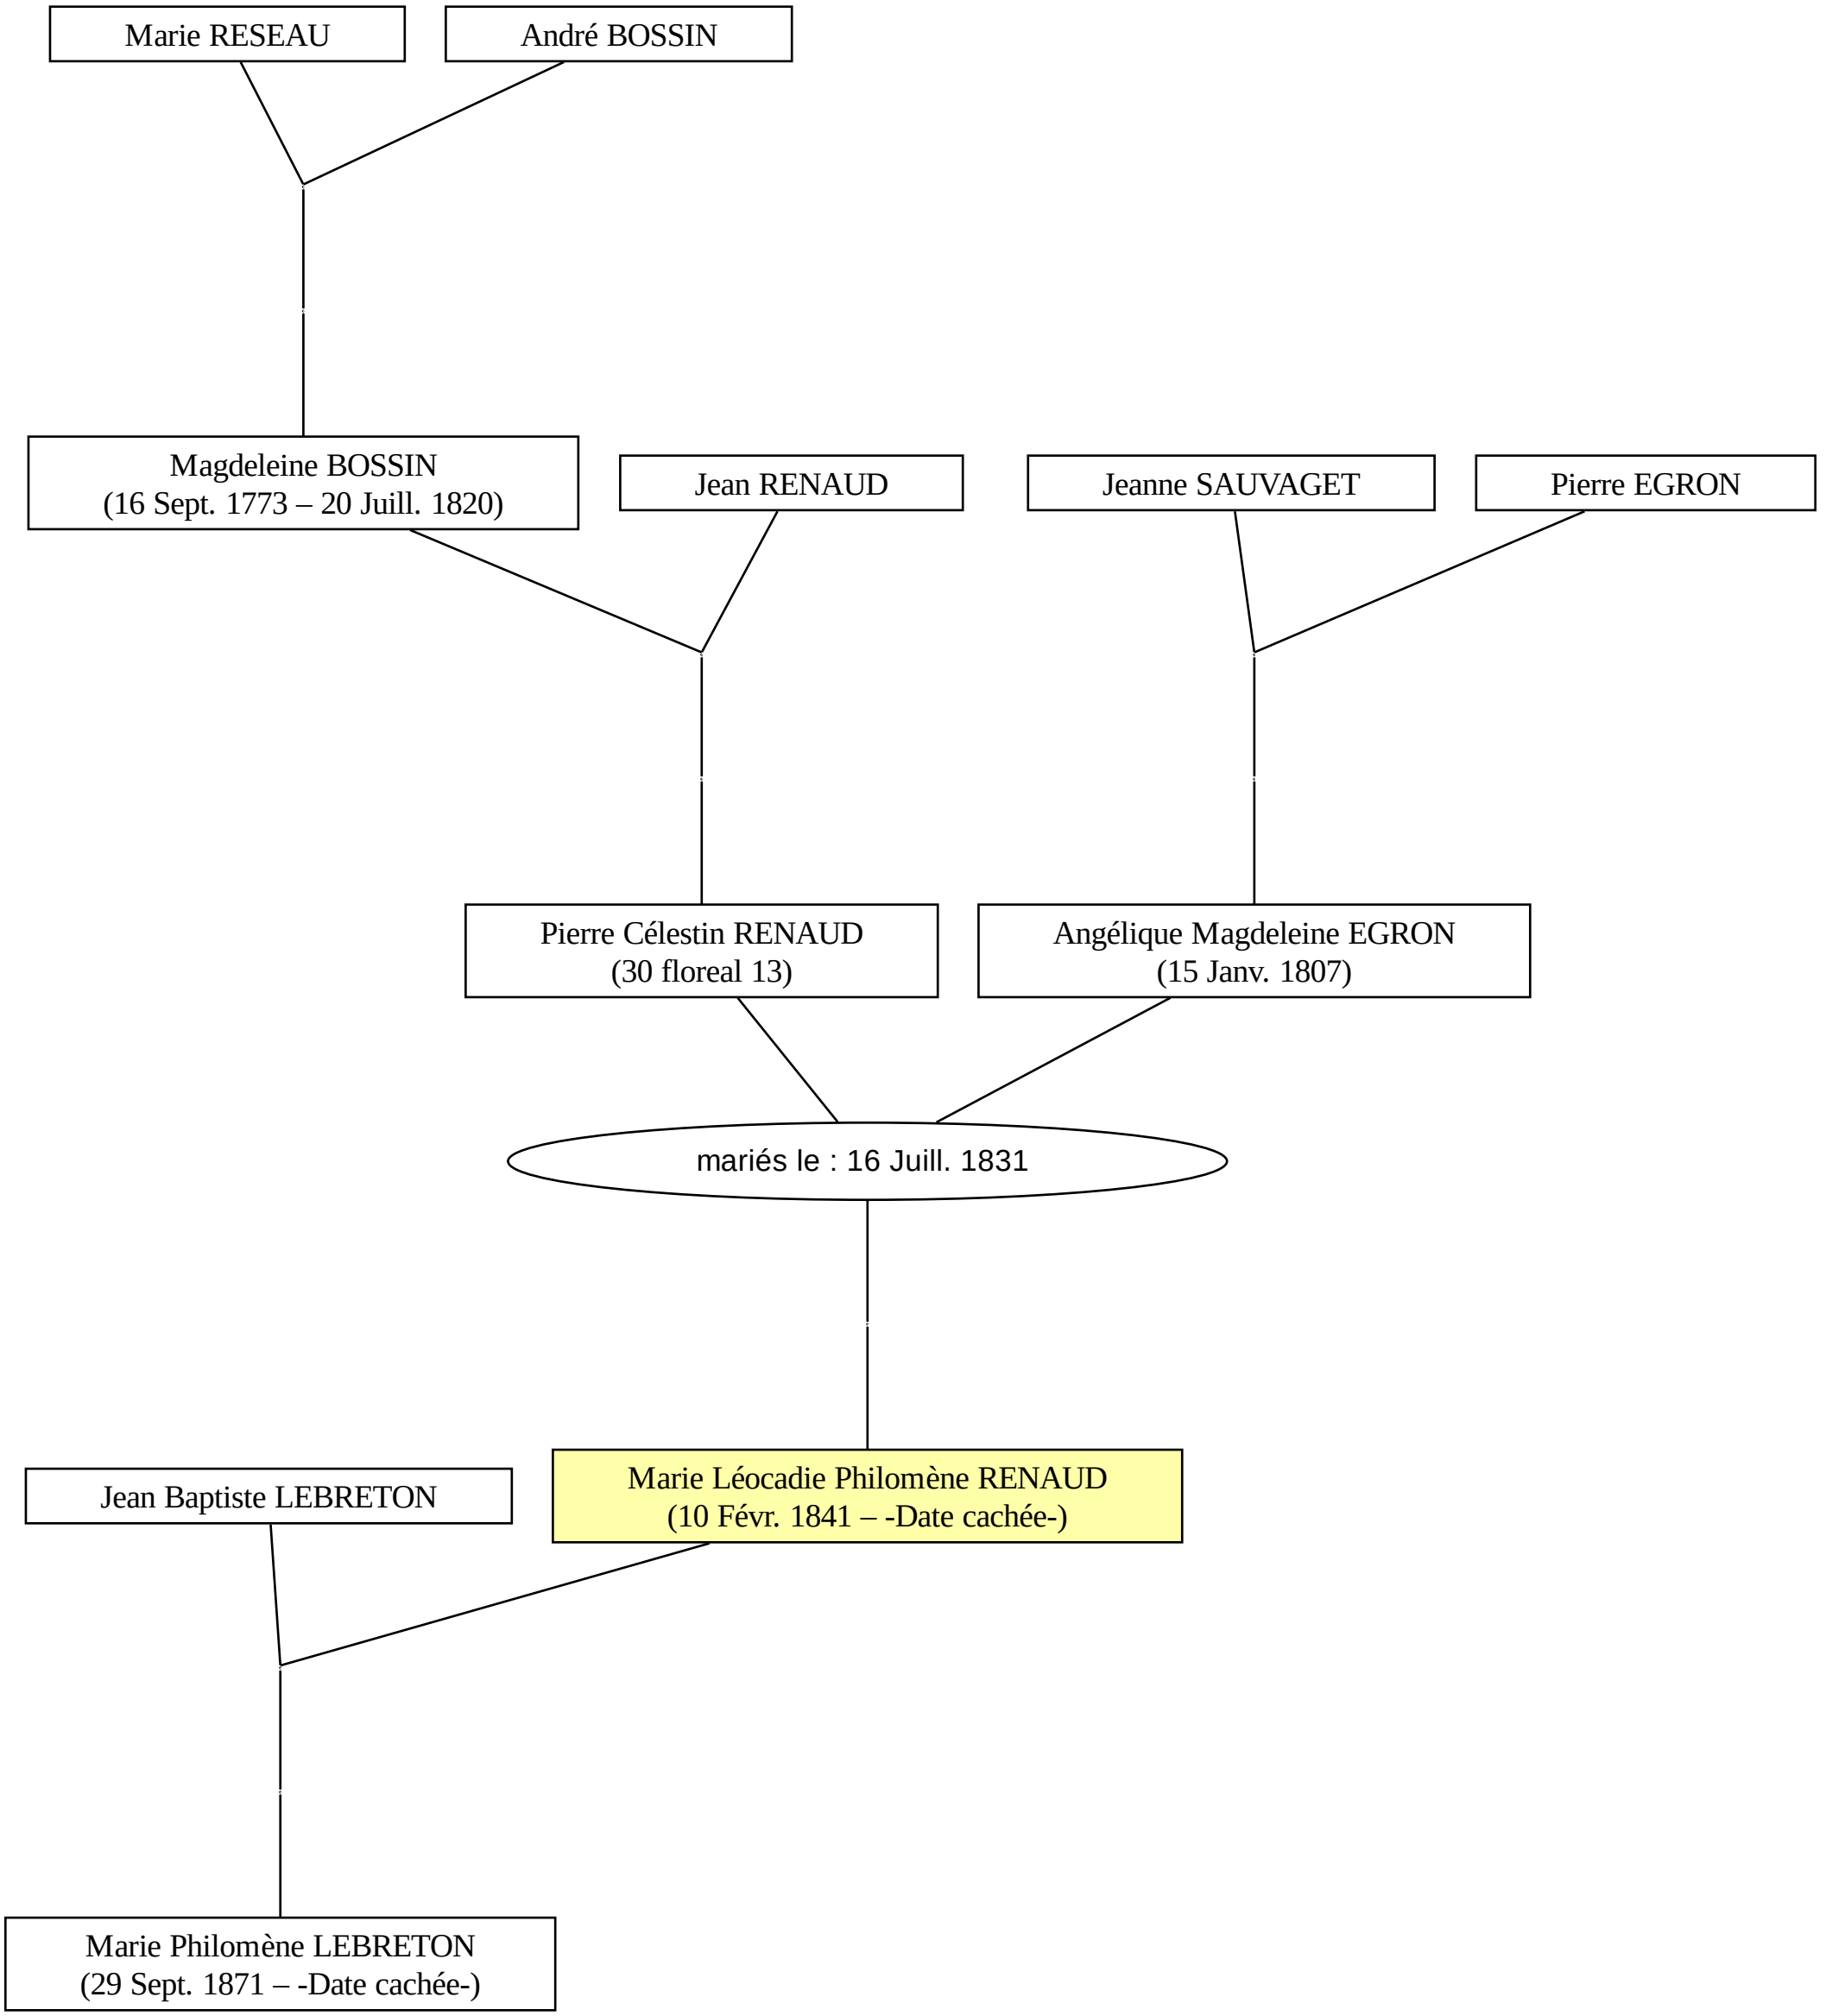 Marie RESEAU
André BOSSIN
Magdeleine BOSSIN
(16 Sept. 1773 – 20 Juill. 1820)
Jean RENAUD
Jeanne SAUVAGET
Pierre EGRON
Pierre Célestin RENAUD
(30 floreal 13)
Angélique Magdeleine EGRON
(15 Janv. 1807)
mariés le : 16 Juill. 1831
Jean Baptiste LEBRETON
Marie Léocadie Philomène RENAUD
(10 Févr. 1841 – -Date cachée-)
Marie Philomène LEBRETON
(29 Sept. 1871 – -Date cachée-)